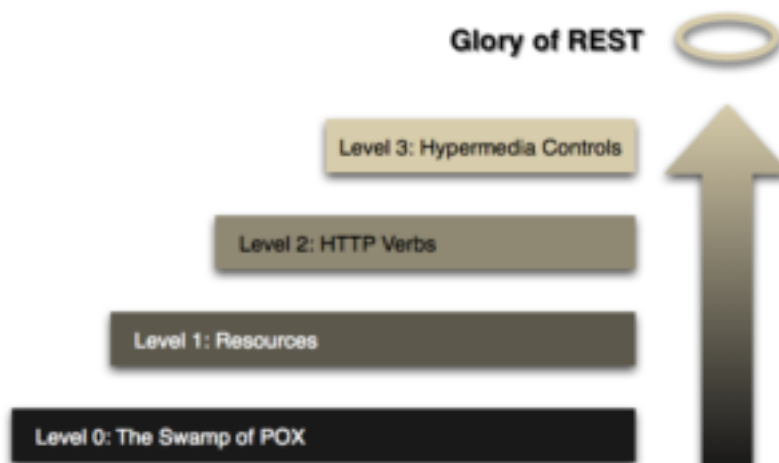 Glory of REST
Level 3: Hypermedia Controls
Level 2: HTTP Verbs
Level 1: Resources
Level 0: The Swamp of POX